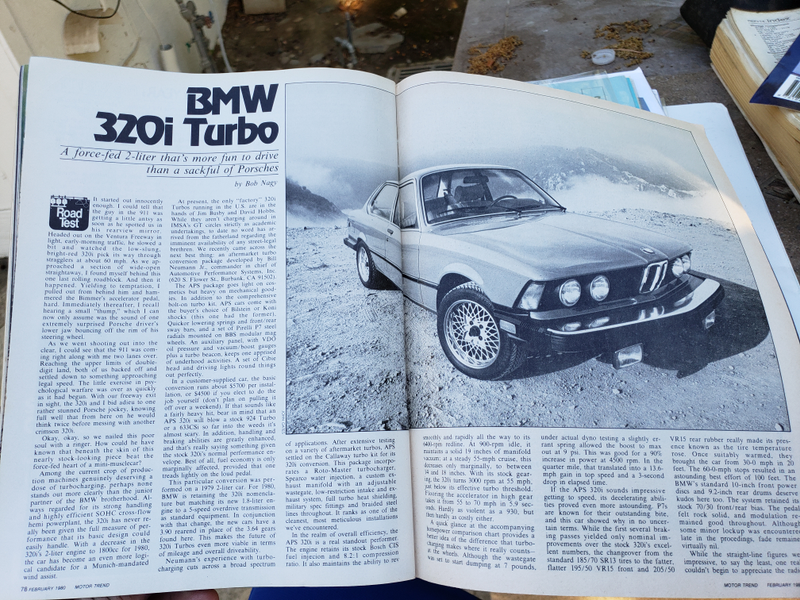 BMW
320i Turbo
A force-fed 2-liter that's more fun to drive
than a sackful of Porsches
by Bob Nagy
Road
Test
It started out innocently
enough. I could tell that
the guy in the 911 was
getting a little antsy as
soon as he spotted us in
his rearview mirror.
Headed out on the Ventura Freeway in
light, early-morning traffic, he slowed a
bit and watched the low-slung,
bright-red 320i pick its way through
stragglers at about 60 mph. As we ap-
proached a section of wide-open
straightaway, I found myself behind this
one last rolling roadblock. And then it
happened. Yielding to temptation, I
pulled out from behind him and ham-
mered the Bimmer's accelerator pedal,
hard. Immediately thereafter, I recall
hearing a small "thump," which I can
now only assume was the sound of one
extremely surprised Porsche driver's
lower jaw bouncing off the rim of his
steering wheel.
As we went shooting out into the
clear, I could see that the 911 was com-
ing right along with me two lanes over.
Reaching the upper limits of double-
digit land, both of us backed off and
settled down to something approaching
legal speed. The little exercise in psy-
chological warfare was over as quickly
as it had begun. With our freeway exit
in sight, the 320i and I bid adieu to one
rather stunned Porsche jockey, knowing
full well that from here on he would
think twice before messing with another
crimson 320i.
Okay, okay, so we nailed this poor
soul with a ringer. How could he have
known that beneath the skin of this
nearly stock-looking piece beat the
force-fed heart of a mini-musclecar?
Among the current crop of produc-
tion machines genuinely deserving a
dose of turbocharging, perhaps none
stands out more clearly than the junior
partner of the BMW brotherhood. Al-
ways regarded for its strong handling
and highly efficient SOHC cross-flow
hemi powerplant, the 320i has never re-
ally been given the full measure of per-
formance that its basic design could
easily handle. With a decrease in the
320i's 2-liter engine to 1800cc for 1980,
the car has become an even more logi-
cal candidate for a Munich-mandated
wind assist.
At present, the only "factory" 320i
Turbos running in the U.S. are in the
hands of Jim Busby and David Hobbs.
While they aren't charging around in
IMSA's GT circles strictly as academic
undertakings, to date no word has ar-
rived from the fatherland regarding the
imminent availability of any street-legal
brethren. We recently came across the
next best thing, an aftermarket turbo
conversion package developed by Bill
Neumann Jr., commander in chief of
Automotive Performance Systems, Inc.
(620 S. Flower St., Burbank, CA 91502).
The APS package goes light on cos-
metics but heavy on mechanical good-
ies. In addition to the comprehensive
bolt-on turbo kit, APS cars come with
the buyer's choice of Bilstein or Koni
shocks (this one had the former),
Quickor lowering springs and front/rear
sway bars, and a set of Pirelli P7 steel
radials mounted on BBS modular mag
wheels. An auxiliary panel, with VDO
oil pressure and vacuum/boost gauges
plus a turbo beacon, keeps one apprised
of underhood activities. A set of Cibie
head and driving lights round things
out perfectly.
In a customer-supplied car, the basic
conversion runs about $5700 per instal-
lation, or $4500 if you elect to do the
job yourself (don't plan on pulling it
off over a weekend). If that sounds like
a fairly heavy hit, bear in mind that an
APS 320i will blow a stock 924 Turbo
or a 633CSi so far into the weeds it's
almost scary. In addition, handling and
braking abilities are greatly enhanced,
and that's really saying something given
the stock 320i's normal performance en-
velope. Best of all, fuel economy is only
marginally affected, provided that one
treads lightly on the loud pedal.
This particular conversion was per-
formed on a 1979 2-liter car. For 1980,
BMW is retaining the 320i nomencla-
ture but matching its new 1.8-liter en-
gine to a 5-speed overdrive transmission
as standard equipment. In conjunction
with that change, the new cars have a
3.90 rearend in place of the 3.64 gears
found here. This makes the future of
320i Turbos even more viable in terms
of mileage and overall driveability.
Neumann's experience with turbo-
charging cuts across a broad spectrum
of applications. After extensive testing
on a variety of aftermarket turbos, APS
settled on the Callaway turbo kit for its
320i conversion. This package incorpo-
rates a Roto-Master turbocharger,
Spearco water injection, a custom ex-
haust manifold with an adjustable
wastegate, low-restriction intake and ex-
haust system, full turbo heat shielding,
military spec fittings and braided steel
lines throughout. It ranks as one of the
cleanest, most meticulous installations
we've encountered.
In the realm of overall efficiency, the
APS 320i is a real standout performer.
The engine retains its stock Bosch CIS
fuel injection and 8.2:1 compression
ratio. It also maintains the ability to rev
smoothly and rapidly all the way to its
6400-rpm redline. At 900-rpm idle, it
sustains a solid 19 inches of manifold
vacuum; at a steady 55-mph cruise, this
decreases only marginally, to between
14 and 18 inches. With its stock gear-
ing, the 320i turns 3000 rpm at 55 mph,
just below its effective turbo threshold.
Flooring the accelerator in high gear
takes it from 55 to 70 mph in 5.9 sec-
onds. Hardly as violent as a 930, but
then hardly as costly either.
A quick glance at the accompanying
horsepower comparison chart provides a
better idea of the difference that turbo-
charging makes where it really counts—
at the wheels. Although the wastegate
was set to start dumping at 7 pounds,
under actual dyno testing a slightly er-
rant spring allowed the boost to max
out at 9 psi. This was good for a 90%
increase in power at 4500 rpm. In the
quarter mile, that translated into a 13.6-
mph gain in top speed and a 3-second
drop in elapsed time.
If the APS 320i sounds impressive
getting to speed, its decelerating abili-
ties proved even more astounding. P7s
are known for their outstanding bite,
and this car showed why in no uncer-
tain terms. While the first several brak-
ing passes yielded only nominal im-
provements over the stock 320i's excel-
lent numbers, the changeover from the
standard 185/70 SR13 tires to the fatter,
flatter 195/50 VR15 front and 205/50
VR15 rear rubber really made its pres-
ence known as the tire temperature
rose. Once suitably warmed, they
brought the car from 30-0 mph in 20
feet. The 60-0-mph stops resulted in an
astounding best effort of 100 feet. The
BMW's standard 10-inch front power
discs and 9.2-inch rear drums deserve
kudos here too. The system retained its
stock 70/30 front/rear bias. The pedal
felt rock solid, and modulation re-
mained good throughout. Although
some minor lockup was encountered
late in the proceedings, fade remained
virtually nil.
While the straight-line figures we
impressive, to say the least, one rea
couldn't begin to appreciate the radi
78 FEBRUARY 1980 MOTOR TREND
MOTOR TREND FEBRUARY 198